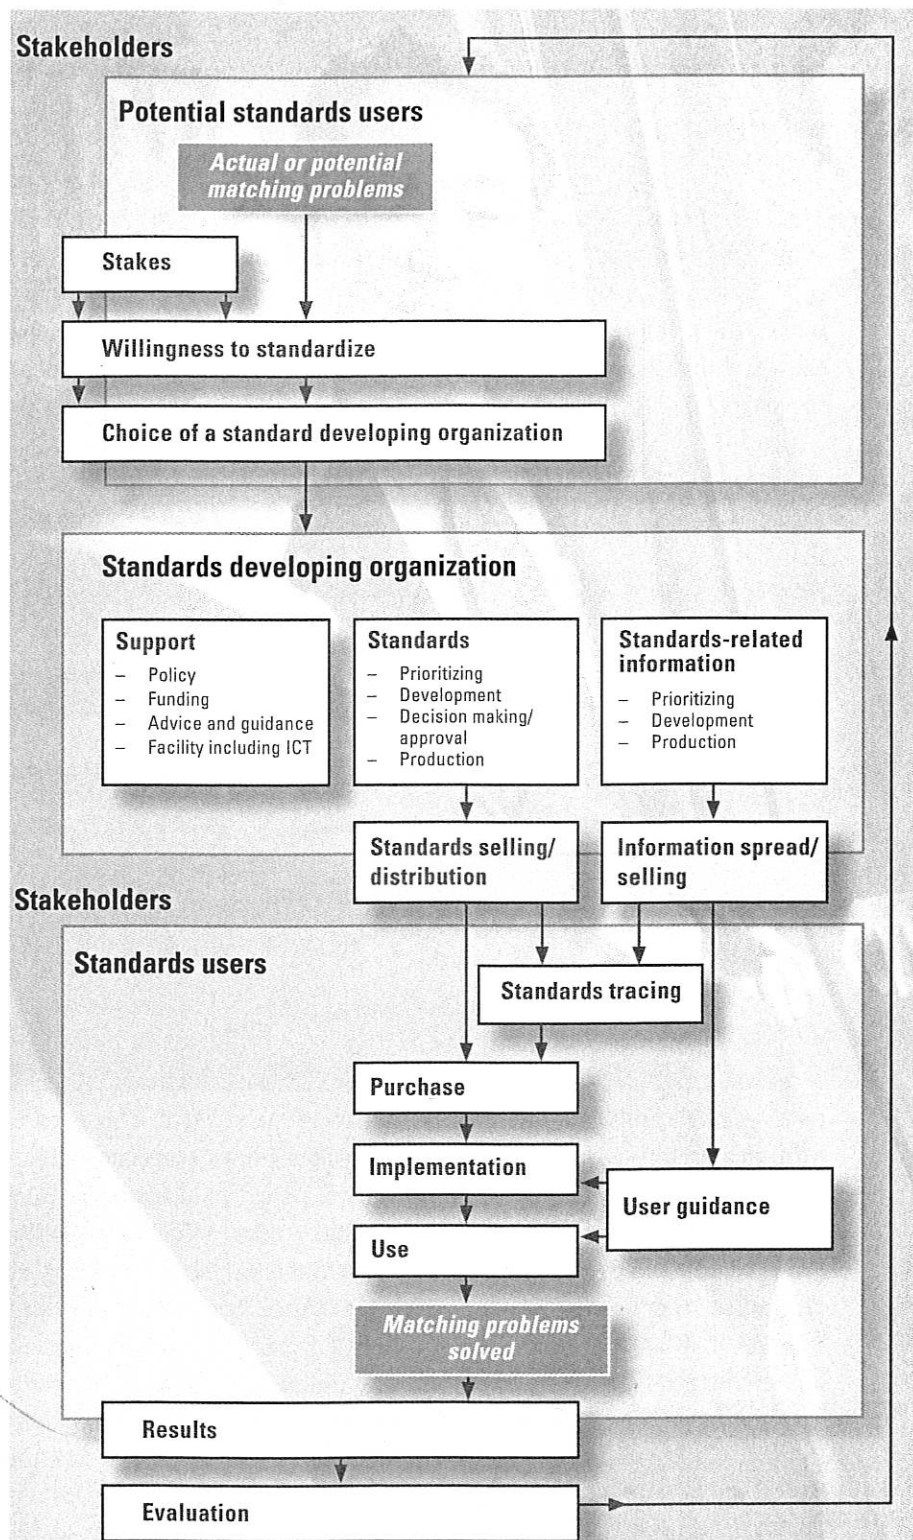 Stakeholders
Potential standards users
Actual or potential
matching problems
Stakes
Willingness to standardize
Choice of a standard developing organization
Standards developing organization
Support
– Policy
– Funding
– Advice and guidance
– Facility including ICT
Standards
– Prioritizing
– Development
– Decision making/
approval
– Production
Standards-related
information
– Prioritizing
– Development
– Production
Standards selling/
distribution
Information spread/
selling
Stakeholders
Standards users
Standards tracing
Purchase
Implementation
User guidance
Use
Matching problems
solved
Results
Evaluation